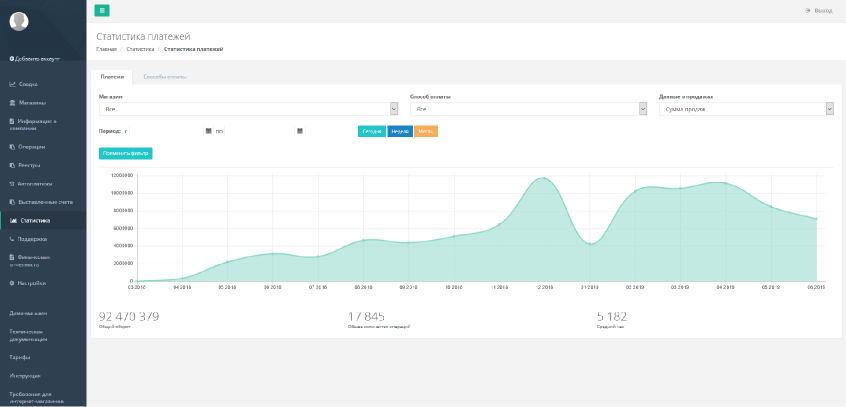 Добавить аккаунт
Сводка
Магазины
Информация о
компании
Операции
Реестры
Автоплатежи
Выставленные счета
Статистика
Поддержка
Финансовая
отчетность
Настройки
Техническая
документация
Тарифы
Инструкция
Требования для
интернет-магазинов
Выход
Статистика платежей
Главная / Статистика / Статистика платежей
Платежи
Способы оплаты
Магазин
Все
Способ оплаты
Все
Данные о продажах
Сумма продаж
Период: с
по
Сегодня
Неделя
Месяц
Применить фильтр
12000000
10000000
8000000
6000000
4000000
2000000
0
03.2018
04.2018
05.2018
06.2018
07.2018
08.2018
09.2018
10.2018
11.2018
12.2018
01.2019
02.2019
03.2019
04.2019
05.2019
06.2019
92 470 379
Общий оборот
17 845
Общее количество операций
5 182
Средний чек